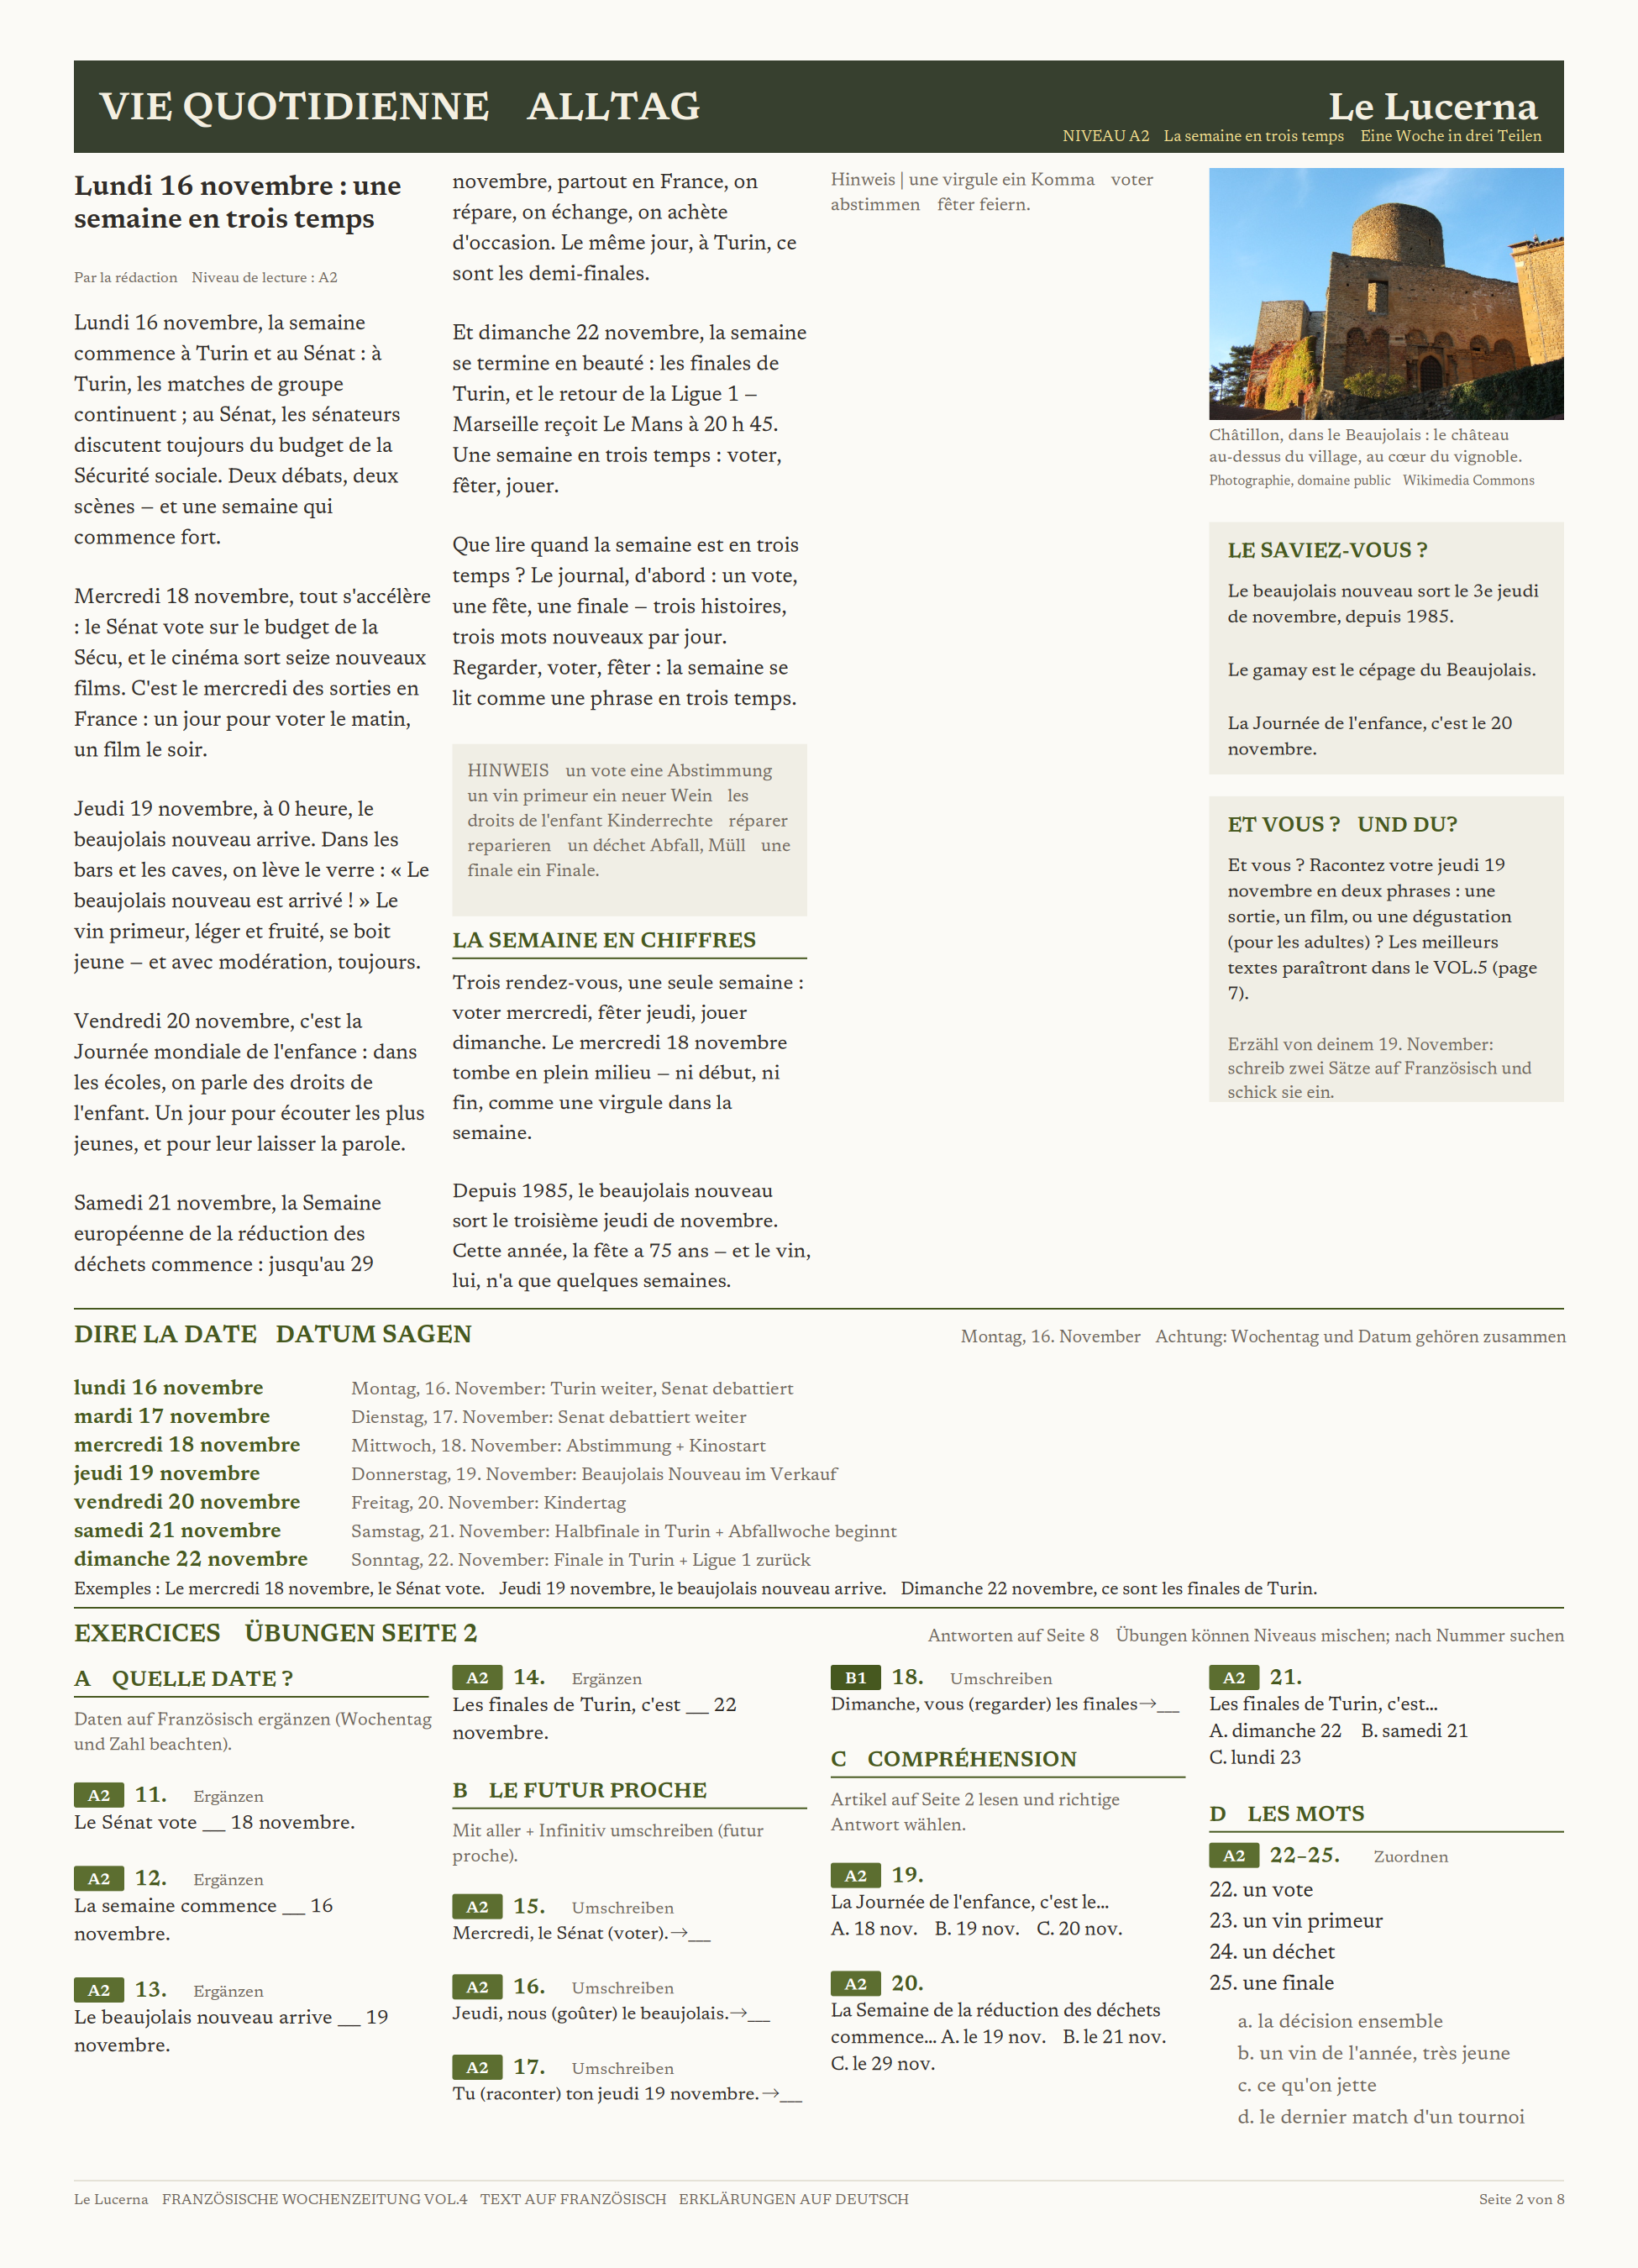 VIE QUOTIDIENNE ALLTAG
Le Lucerna
NIVEAU A2 La semaine en trois temps Eine Woche in drei Teilen
Lundi 16 novembre : une
semaine en trois temps
Par la rédaction Niveau de lecture : A2
Lundi 16 novembre, la semaine
commence à Turin et au Sénat : à
Turin, les matches de groupe
continuent ; au Sénat, les sénateurs
discutent toujours du budget de la
Sécurité sociale. Deux débats, deux
scènes – et une semaine qui
commence fort.
Mercredi 18 novembre, tout s'accélère
: le Sénat vote sur le budget de la
Sécu, et le cinéma sort seize nouveaux
films. C'est le mercredi des sorties en
France : un jour pour voter le matin,
un film le soir.
Jeudi 19 novembre, à 0 heure, le
beaujolais nouveau arrive. Dans les
bars et les caves, on lève le verre : « Le
beaujolais nouveau est arrivé ! » Le
vin primeur, léger et fruité, se boit
jeune – et avec modération, toujours.
Vendredi 20 novembre, c'est la
Journée mondiale de l'enfance : dans
les écoles, on parle des droits de
l'enfant. Un jour pour écouter les plus
jeunes, et pour leur laisser la parole.
Samedi 21 novembre, la Semaine
européenne de la réduction des
déchets commence : jusqu'au 29
novembre, partout en France, on
répare, on échange, on achète
d'occasion. Le même jour, à Turin, ce
sont les demi-finales.
Et dimanche 22 novembre, la semaine
se termine en beauté : les finales de
Turin, et le retour de la Ligue 1 –
Marseille reçoit Le Mans à 20 h 45.
Une semaine en trois temps : voter,
fêter, jouer.
Que lire quand la semaine est en trois
temps ? Le journal, d'abord : un vote,
une fête, une finale – trois histoires,
trois mots nouveaux par jour.
Regarder, voter, fêter : la semaine se
lit comme une phrase en trois temps.
HINWEIS un vote eine Abstimmung
un vin primeur ein neuer Wein les
droits de l'enfant Kinderrechte réparer
reparieren un déchet Abfall, Müll une
finale ein Finale.
LA SEMAINE EN CHIFFRES
Trois rendez-vous, une seule semaine :
voter mercredi, fêter jeudi, jouer
dimanche. Le mercredi 18 novembre
tombe en plein milieu – ni début, ni
fin, comme une virgule dans la
semaine.
Depuis 1985, le beaujolais nouveau
sort le troisième jeudi de novembre.
Cette année, la fête a 75 ans – et le vin,
lui, n'a que quelques semaines.
Hinweis | une virgule ein Komma voter
abstimmen fêter feiern.
Châtillon, dans le Beaujolais : le château
au-dessus du village, au cœur du vignoble.
Photographie, domaine public Wikimedia Commons
LE SAVIEZ-VOUS ?
Le beaujolais nouveau sort le 3e jeudi
de novembre, depuis 1985.
Le gamay est le cépage du Beaujolais.
La Journée de l'enfance, c'est le 20
novembre.
ET VOUS ? UND DU?
Et vous ? Racontez votre jeudi 19
novembre en deux phrases : une
sortie, un film, ou une dégustation
(pour les adultes) ? Les meilleurs
textes paraîtront dans le VOL.5 (page
7).
Erzähl von deinem 19. November:
schreib zwei Sätze auf Französisch und
schick sie ein.
DIRE LA DATE DATUM SAGEN
Montag, 16. November Achtung: Wochentag und Datum gehören zusammen
lundi 16 novembre Montag, 16. November: Turin weiter, Senat debattiert
mardi 17 novembre Dienstag, 17. November: Senat debattiert weiter
mercredi 18 novembre Mittwoch, 18. November: Abstimmung + Kinostart
jeudi 19 novembre Donnerstag, 19. November: Beaujolais Nouveau im Verkauf
vendredi 20 novembre Freitag, 20. November: Kindertag
samedi 21 novembre Samstag, 21. November: Halbfinale in Turin + Abfallwoche beginnt
dimanche 22 novembre Sonntag, 22. November: Finale in Turin + Ligue 1 zurück
Exemples : Le mercredi 18 novembre, le Sénat vote. Jeudi 19 novembre, le beaujolais nouveau arrive. Dimanche 22 novembre, ce sont les finales de Turin.
EXERCICES ÜBUNGEN SEITE 2
Antworten auf Seite 8 Übungen können Niveaus mischen; nach Nummer suchen
A QUELLE DATE ?
Daten auf Französisch ergänzen (Wochentag
und Zahl beachten).
A2 11. Ergänzen
Le Sénat vote __ 18 novembre.
A2 12. Ergänzen
La semaine commence __ 16
novembre.
A2 13. Ergänzen
Le beaujolais nouveau arrive __ 19
novembre.
A2 14. Ergänzen
Les finales de Turin, c'est __ 22
novembre.
B LE FUTUR PROCHE
Mit aller + Infinitiv umschreiben (futur
proche).
A2 15. Umschreiben
Mercredi, le Sénat (voter).→__
A2 16. Umschreiben
Jeudi, nous (goûter) le beaujolais.→__
A2 17. Umschreiben
Tu (raconter) ton jeudi 19 novembre.→__
B1 18. Umschreiben
Dimanche, vous (regarder) les finales→__
C COMPRÉHENSION
Artikel auf Seite 2 lesen und richtige
Antwort wählen.
A2 19.
La Journée de l'enfance, c'est le…
A. 18 nov. B. 19 nov. C. 20 nov.
A2 20.
La Semaine de la réduction des déchets
commence… A. le 19 nov. B. le 21 nov.
C. le 29 nov.
A2 21.
Les finales de Turin, c'est…
A. dimanche 22 B. samedi 21
C. lundi 23
D LES MOTS
A2 22–25. Zuordnen
22. un vote
23. un vin primeur
24. un déchet
25. une finale
a. la décision ensemble
b. un vin de l'année, très jeune
c. ce qu'on jette
d. le dernier match d'un tournoi
Le Lucerna FRANZÖSISCHE WOCHENZEITUNG VOL.4 TEXT AUF FRANZÖSISCH ERKLÄRUNGEN AUF DEUTSCH
Seite 2 von 8